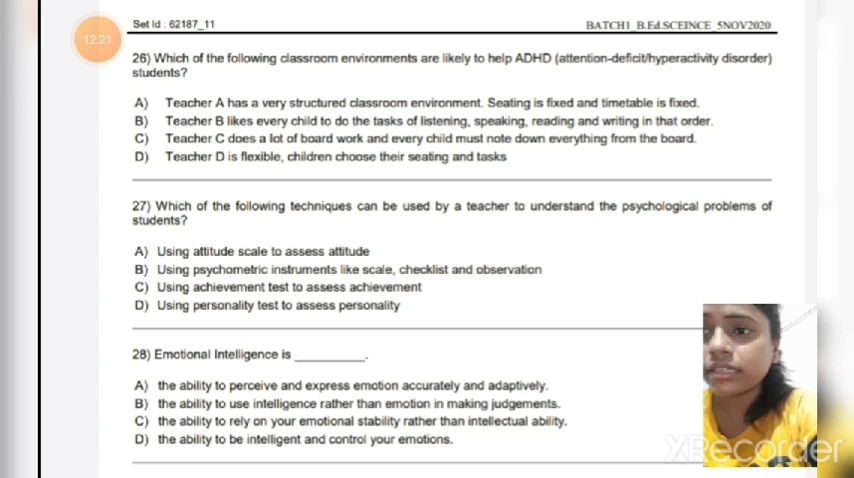 Set Id : 62187_11
BATCH1_B.Ed.SCEINCE_5NOV2020
12:21
26) Which of the following classroom environments are likely to help ADHD (attention-deficit/hyperactivity disorder)
students?
A) Teacher A has a very structured classroom environment. Seating is fixed and timetable is fixed.
B) Teacher B likes every child to do the tasks of listening, speaking, reading and writing in that order.
C) Teacher C does a lot of board work and every child must note down everything from the board.
D) Teacher D is flexible, children choose their seating and tasks
27) Which of the following techniques can be used by a teacher to understand the psychological problems of
students?
A) Using attitude scale to assess attitude
B) Using psychometric instruments like scale, checklist and observation
C) Using achievement test to assess achievement
D) Using personality test to assess personality
28) Emotional Intelligence is __________.
A) the ability to perceive and express emotion accurately and adaptively.
B) the ability to use intelligence rather than emotion in making judgements.
C) the ability to rely on your emotional stability rather than intellectual ability.
D) the ability to be intelligent and control your emotions.
XRecorder